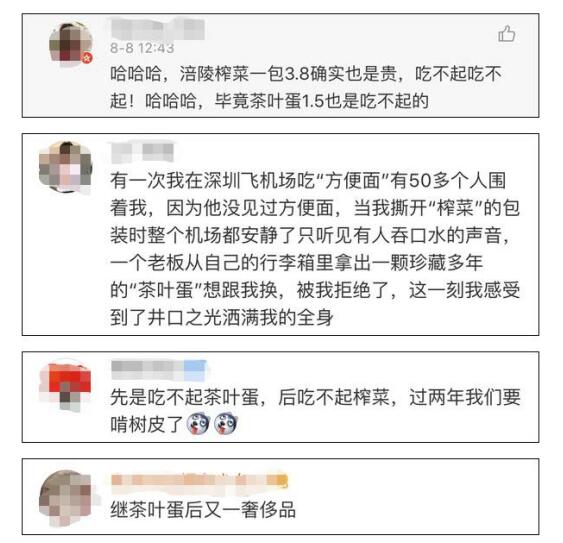 8-8 12:43
哈哈哈，涪陵榨菜一包3.8确实也是贵，吃不起吃不
起！哈哈哈，毕竟茶叶蛋1.5也是吃不起的
有一次我在深圳飞机场吃“方便面”有50多个人围
着我，因为他没见过方便面，当我撕开“榨菜”的包
装时整个机场都安静了只听见有人吞口水的声音，
一个老板从自己的行李箱里拿出一颗珍藏多年
的“茶叶蛋”想跟我换，被我拒绝了，这一刻我感受
到了井口之光洒满我的全身
先是吃不起茶叶蛋，后吃不起榨菜，过两年我们要
啃树皮了
继茶叶蛋后又一奢侈品